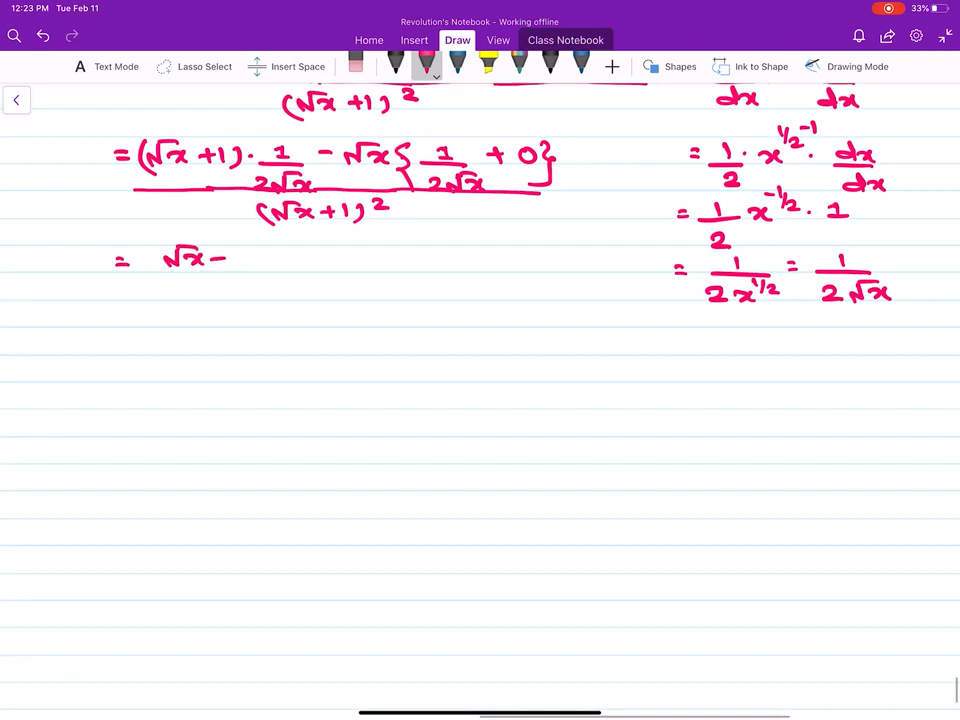 12:23 PM Tue Feb 11
33%
Revolution's Notebook - Working offline
Home Insert Draw View Class Notebook
Text Mode Lasso Select Insert Space Shapes Ink to Shape Drawing Mode
(√x +1)² dx dx
= (√x +1) · 1/2√x - √x { 1/2√x + 0 }
(√x +1)²
= √x -
= 1/2 · x^1/2 -1 · dx/dx
= 1/2 x^-1/2 · 1
= 1/2x^1/2 = 1/2√x